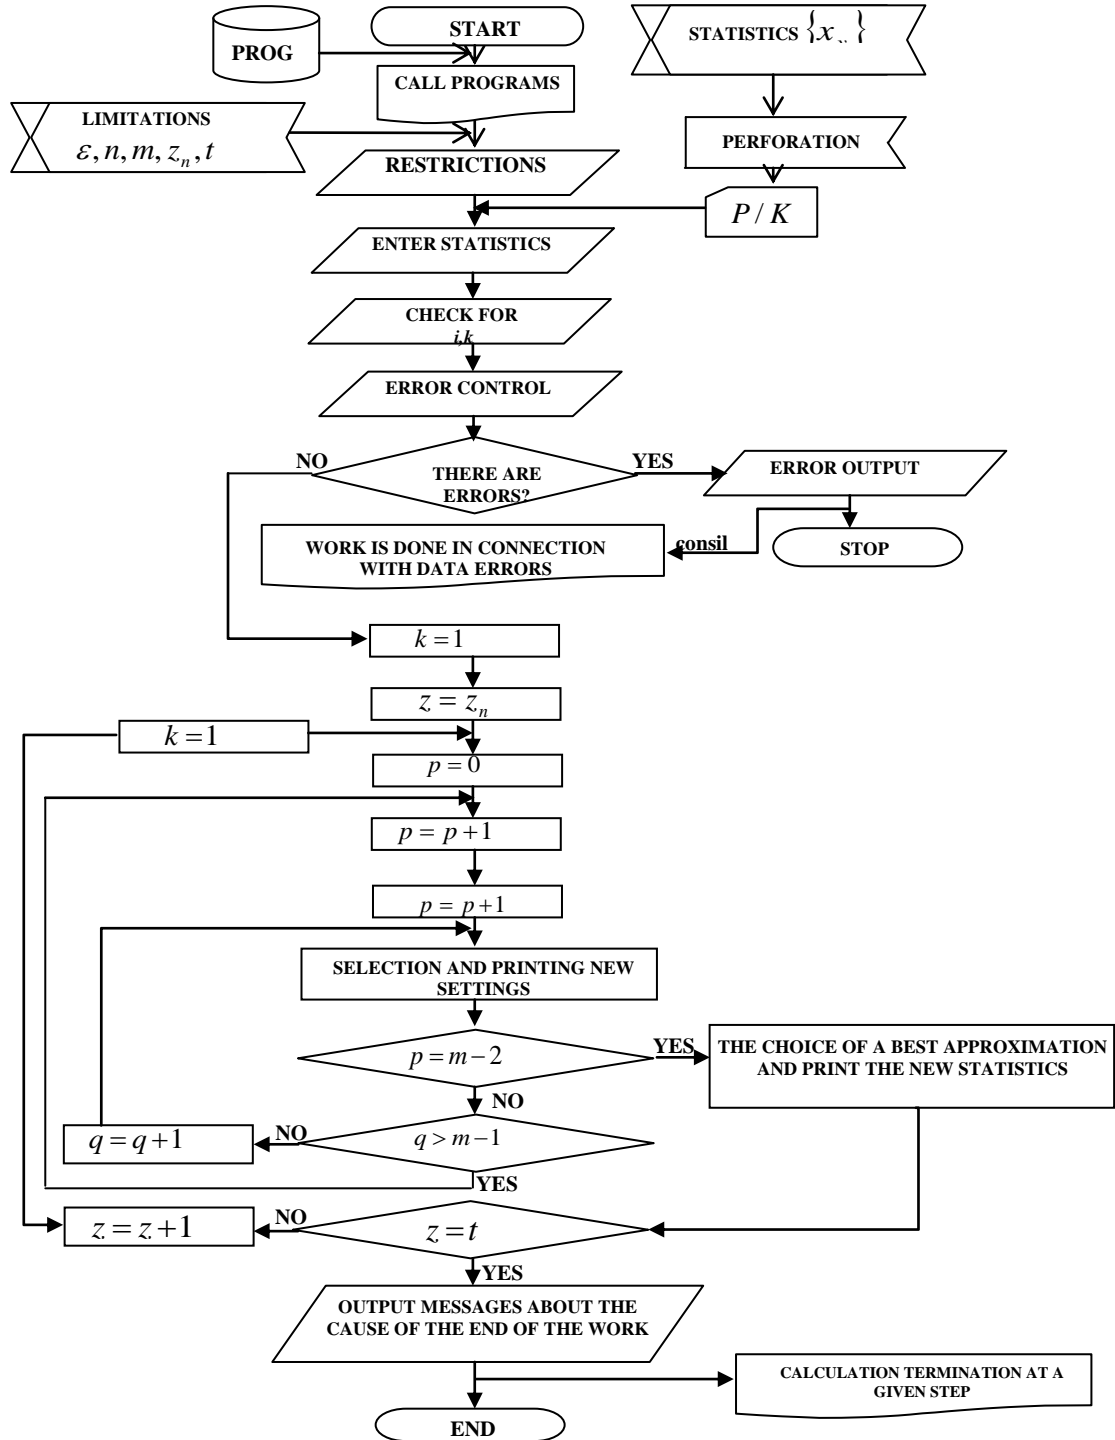 START
PROG
STATISTICS {x
CALL PROGRAMS
LIMITATIONS
ε, n, m, zₙ, t
PERFORATION
RESTRICTIONS
P / K
ENTER STATISTICS
CHECK FOR
i,k
ERROR CONTROL
NO
YES
THERE ARE
ERRORS?
ERROR OUTPUT
consil
STOP
WORK IS DONE IN CONNECTION
WITH DATA ERRORS
k = 1
z = zₙ
k = 1
p = 0
p = p + 1
p = p + 1
SELECTION AND PRINTING NEW
SETTINGS
p = m − 2
YES
THE CHOICE OF A BEST APPROXIMATION
AND PRINT THE NEW STATISTICS
NO
q = q + 1
NO
q > m − 1
YES
z = z + 1
NO
z = t
YES
OUTPUT MESSAGES ABOUT THE
CAUSE OF THE END OF THE WORK
CALCULATION TERMINATION AT A
GIVEN STEP
END